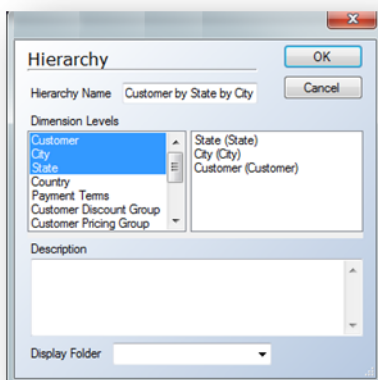 Hierarchy
OK
Hierarchy Name Customer by State by City
Cancel
Dimension Levels
Customer
City
State
Country
Payment Terms
Customer Discount Group
Customer Pricing Group
State (State)
City (City)
Customer (Customer)
Description
Display Folder